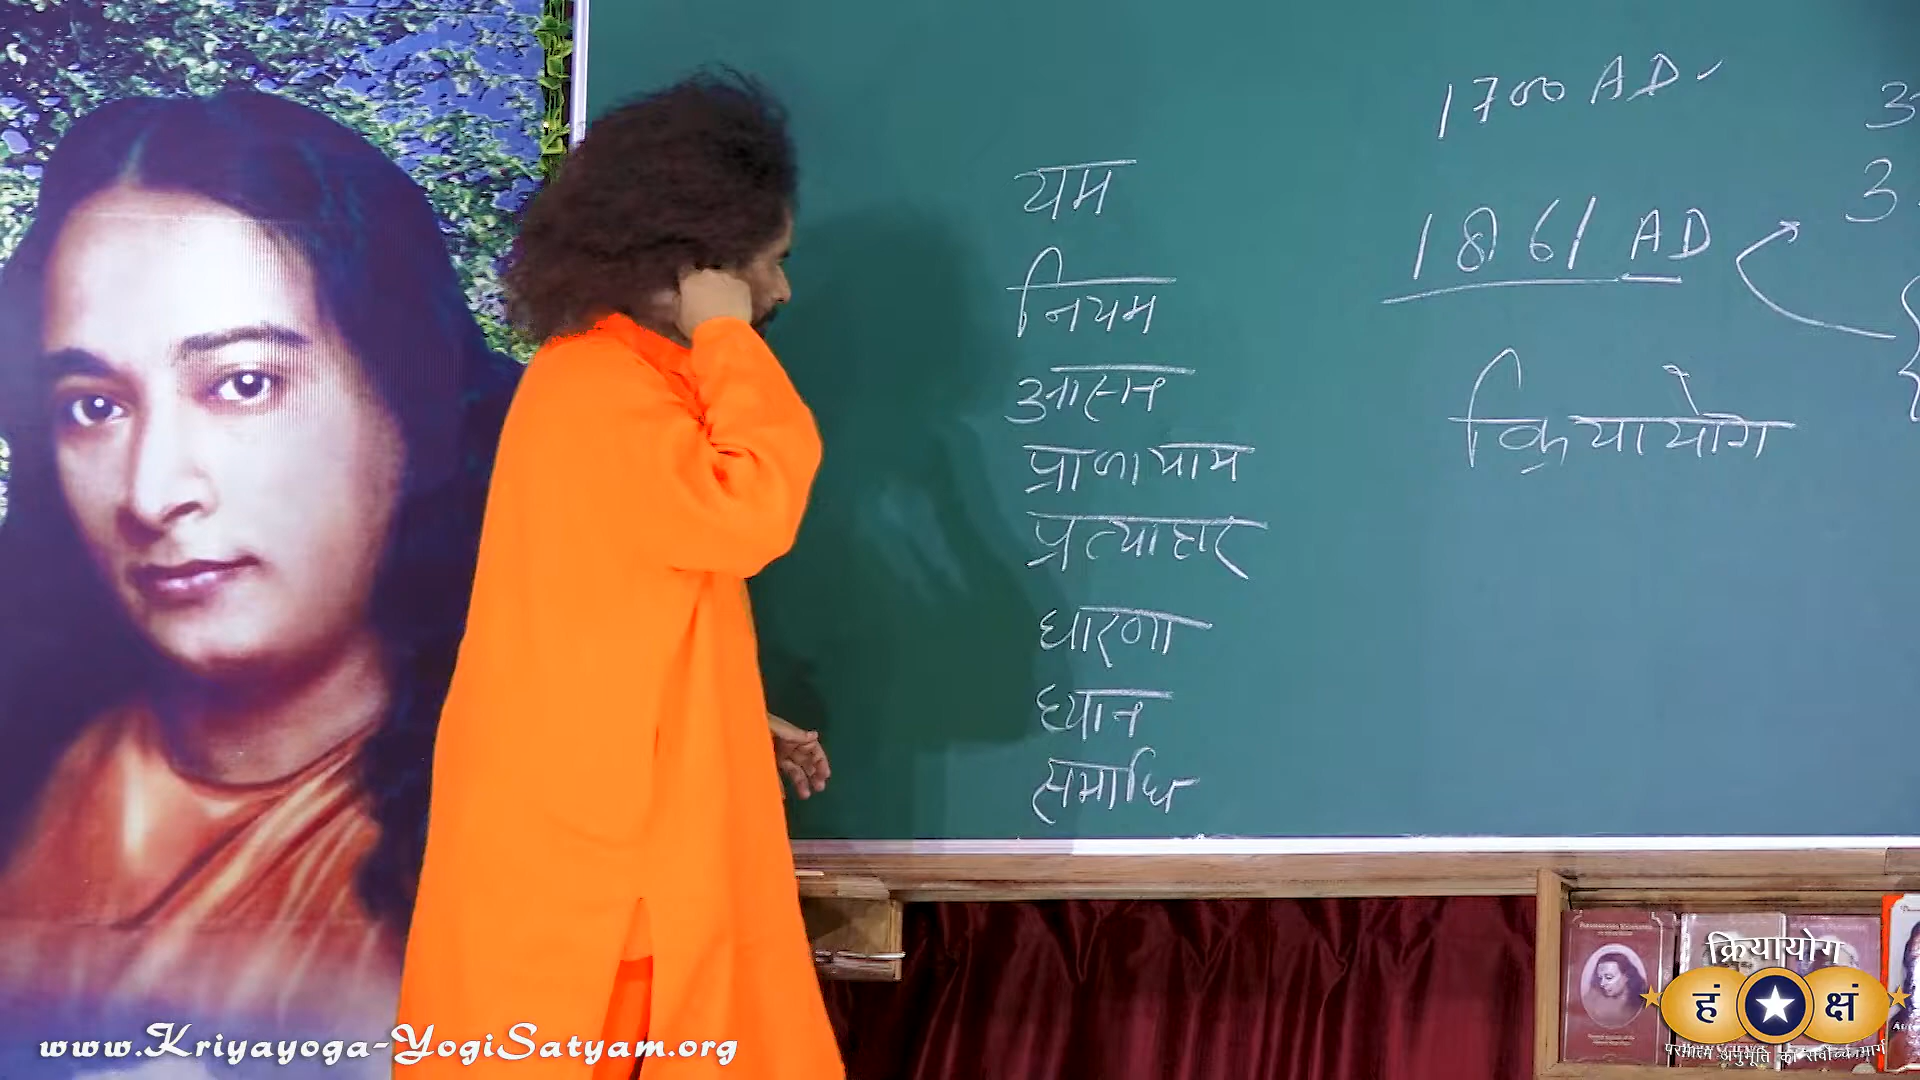 यम
नियम
आसन
प्राणायाम
प्रत्याहार
धारणा
ध्यान
समाधि
1700 AD
1861 AD
क्रियायोग
www.Kriyayoga-YogiSatyam.org
क्रियायोग
हं क्षं